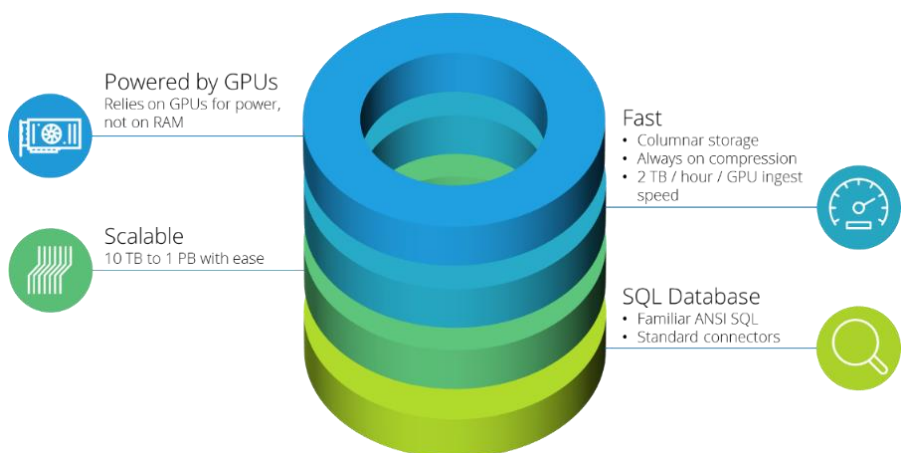 Powered by GPUs
Relies on GPUs for power,
not on RAM
Scalable
10 TB to 1 PB with ease
Fast
• Columnar storage
• Always on compression
• 2 TB / hour / GPU ingest
speed
SQL Database
• Familiar ANSI SQL
• Standard connectors